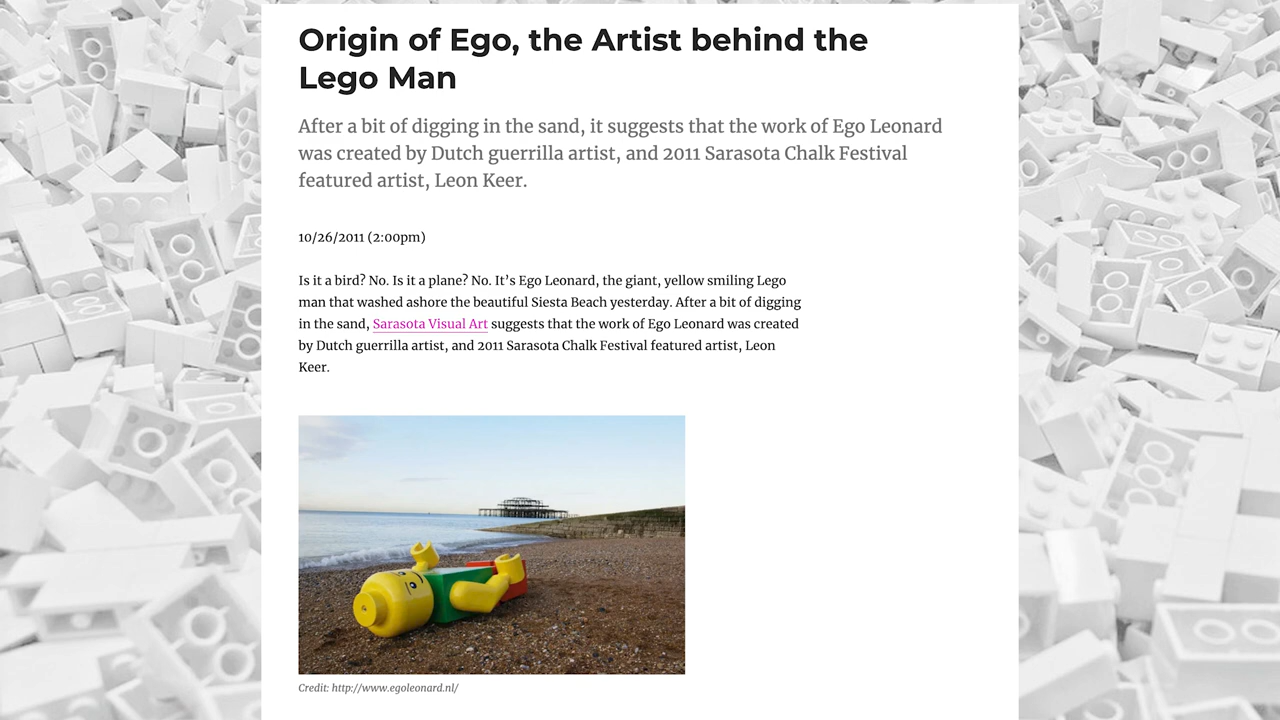 Origin of Ego, the Artist behind the
Lego Man
After a bit of digging in the sand, it suggests that the work of Ego Leonard
was created by Dutch guerrilla artist, and 2011 Sarasota Chalk Festival
featured artist, Leon Keer.
10/26/2011 (2:00pm)
Is it a bird? No. Is it a plane? No. It’s Ego Leonard, the giant, yellow smiling Lego
man that washed ashore the beautiful Siesta Beach yesterday. After a bit of digging
in the sand, Sarasota Visual Art suggests that the work of Ego Leonard was created
by Dutch guerrilla artist, and 2011 Sarasota Chalk Festival featured artist, Leon
Keer.
Credit: http://www.egoleonard.nl/